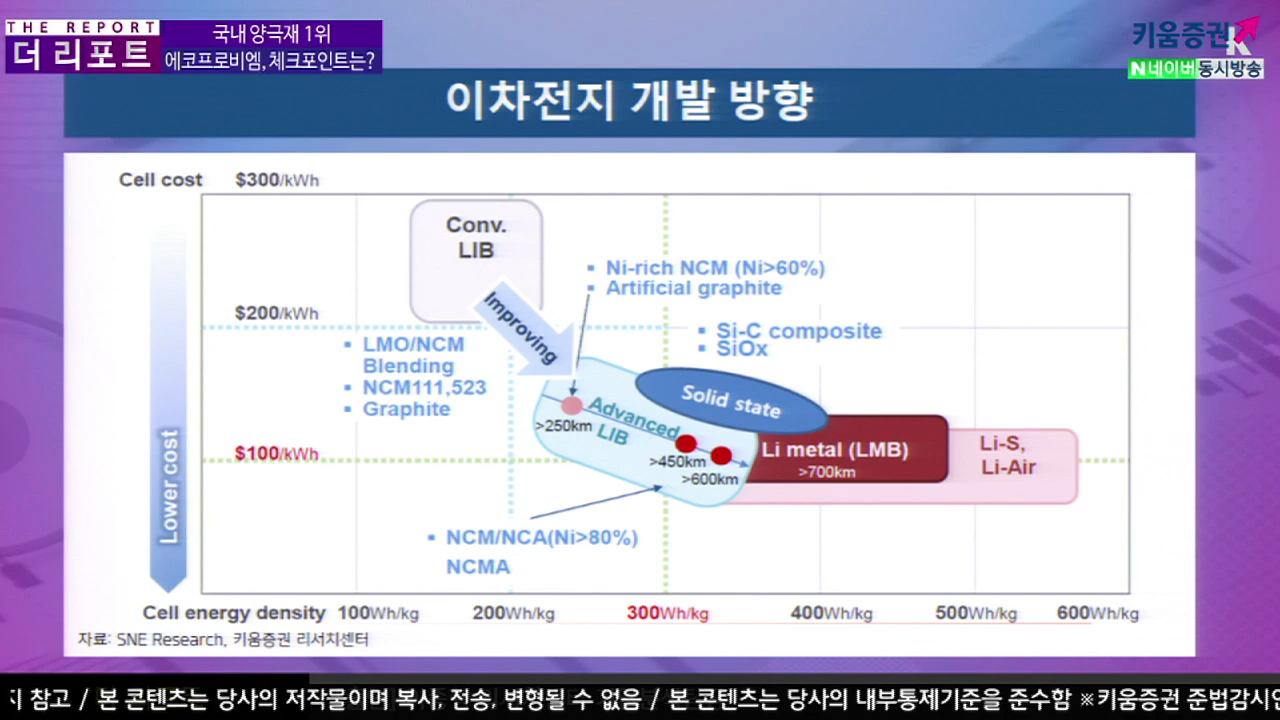 THE REPORT
더 리포트
국내 양극재 1위
에코프로비엠, 체크포인트는?
키움증권
K
N 네이버 동시방송
이차전지 개발 방향
Cell cost $300/kWh
Conv.
LIB
Improving
▪ Ni-rich NCM (Ni>60%)
▪ Artificial graphite
$200/kWh
▪ Si-C composite
▪ SiOx
▪ LMO/NCM
Blending
▪ NCM111,523
▪ Graphite
Solid state
Advanced
LIB
>250km
>450km
>600km
Li metal (LMB)
>700km
Li-S,
Li-Air
$100/kWh
Lower cost
▪ NCM/NCA(Ni>80%)
NCMA
Cell energy density 100Wh/kg 200Wh/kg 300Wh/kg 400Wh/kg 500Wh/kg 600Wh/kg
자료: SNE Research, 키움증권 리서치센터
참고 / 본 콘텐츠는 당사의 저작물이며 복사, 전송, 변형될 수 없음 / 본 콘텐츠는 당사의 내부통제기준을 준수함 ※키움증권 준법감시인